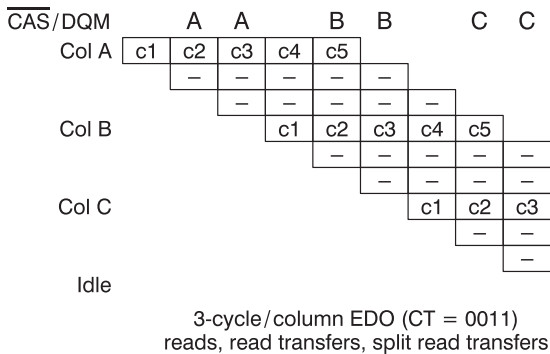 CAS/DQM A A B B C C
Col A c1 c2 c3 c4 c5
– – – – –
– – – – –
Col B c1 c2 c3 c4 c5
– – – – –
– – – –
Col C c1 c2 c3
– –
–
Idle
3-cycle/column EDO (CT = 0011)
reads, read transfers, split read transfers